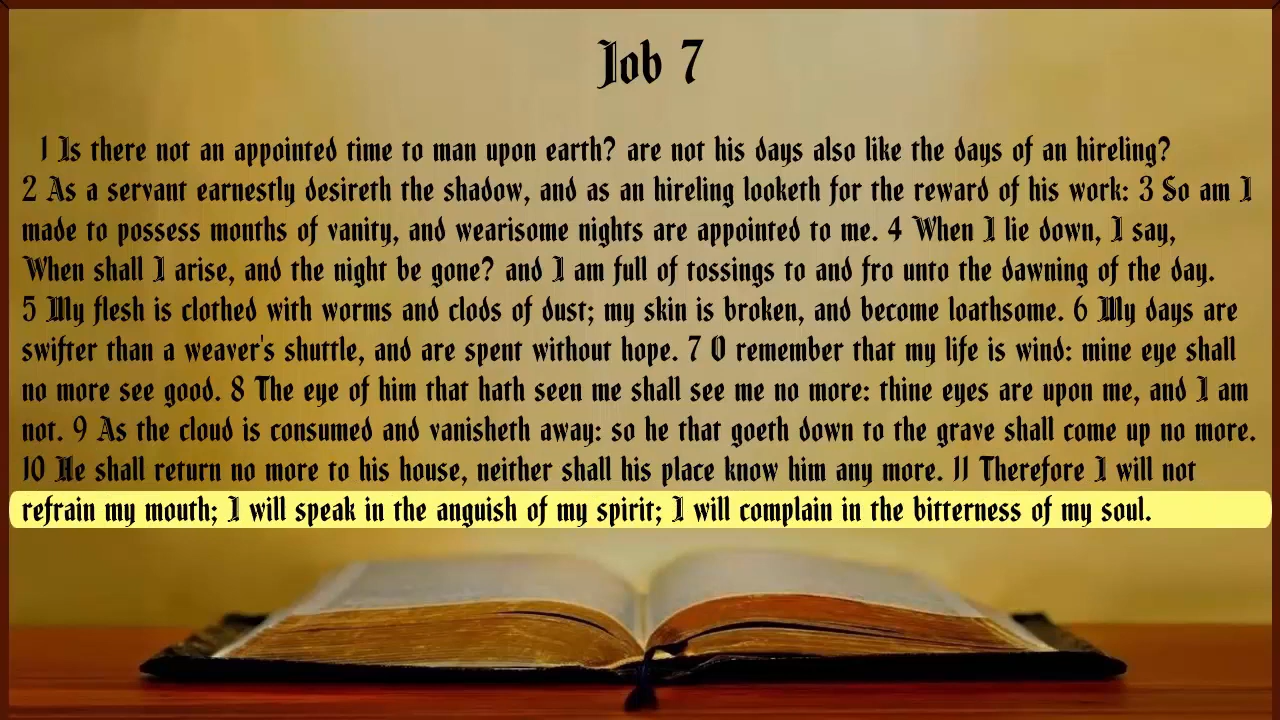 Job 7
1 Is there not an appointed time to man upon earth? are not his days also like the days of an hireling?
2 As a servant earnestly desireth the shadow, and as an hireling looketh for the reward of his work: 3 So am I
made to possess months of vanity, and wearisome nights are appointed to me. 4 When I lie down, I say,
When shall I arise, and the night be gone? and I am full of tossings to and fro unto the dawning of the day.
5 My flesh is clothed with worms and clods of dust; my skin is broken, and become loathsome. 6 My days are
swifter than a weaver's shuttle, and are spent without hope. 7 O remember that my life is wind: mine eye shall
no more see good. 8 The eye of him that hath seen me shall see me no more: thine eyes are upon me, and I am
not. 9 As the cloud is consumed and vanisheth away: so he that goeth down to the grave shall come up no more.
10 He shall return no more to his house, neither shall his place know him any more. 11 Therefore I will not
refrain my mouth; I will speak in the anguish of my spirit; I will complain in the bitterness of my soul.